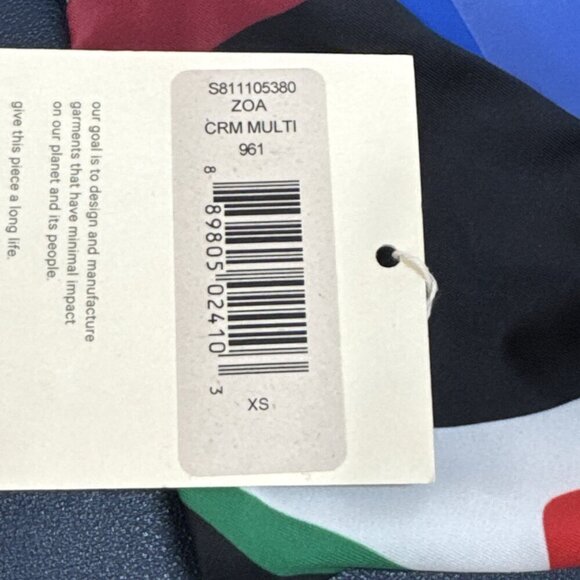 S811105380
ZOA
CRM MULTI
961
8 89805 02410 3
XS
our goal is to design and manufacture
garments that have minimal impact
on our planet and its people.
give this piece a long life.